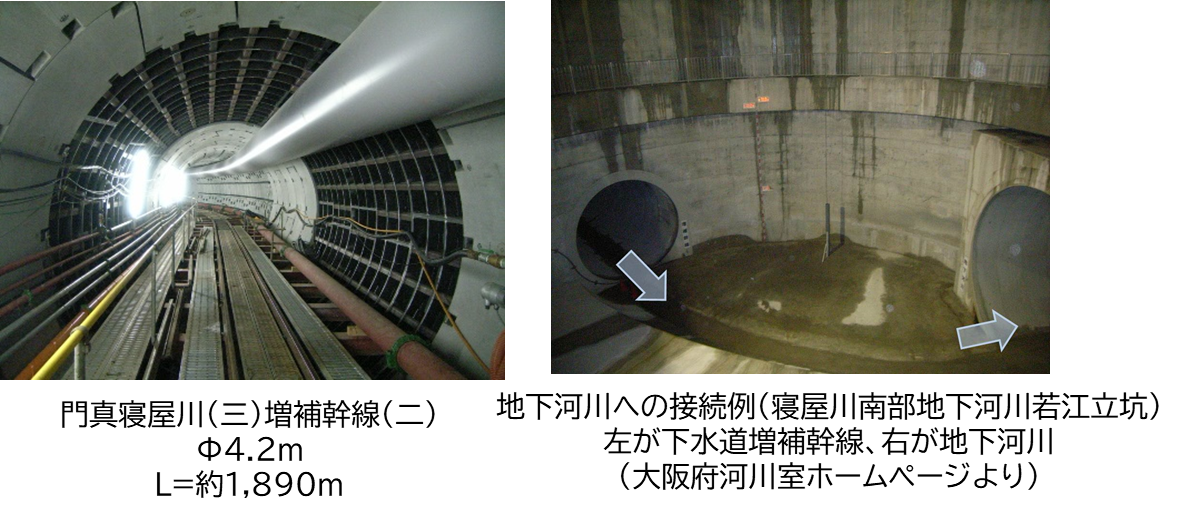 門真寝屋川(三)増補幹線(二)
Φ4.2m
L=約1,890m
地下河川への接続例(寝屋川南部地下河川若江立坑)
左が下水道増補幹線、右が地下河川
(大阪府河川室ホームページより)